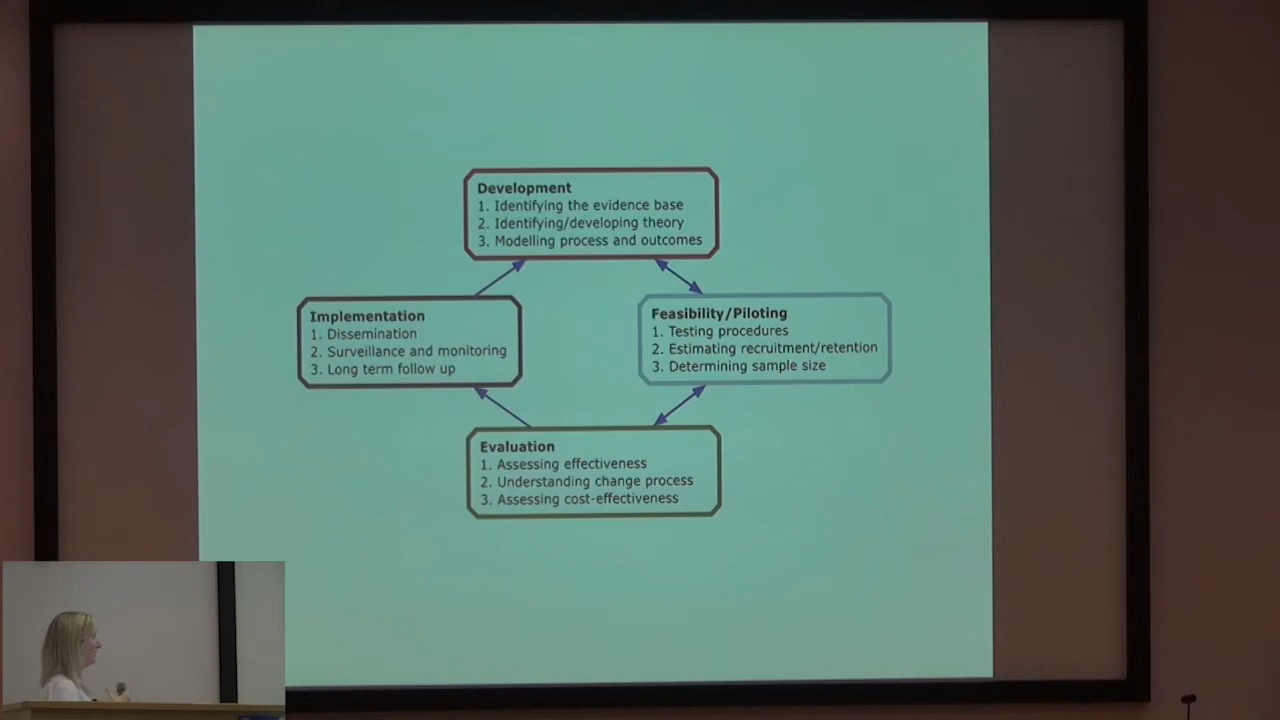 Development
1. Identifying the evidence base
2. Identifying/developing theory
3. Modelling process and outcomes
Implementation
1. Dissemination
2. Surveillance and monitoring
3. Long term follow up
Feasibility/Piloting
1. Testing procedures
2. Estimating recruitment/retention
3. Determining sample size
Evaluation
1. Assessing effectiveness
2. Understanding change process
3. Assessing cost-effectiveness